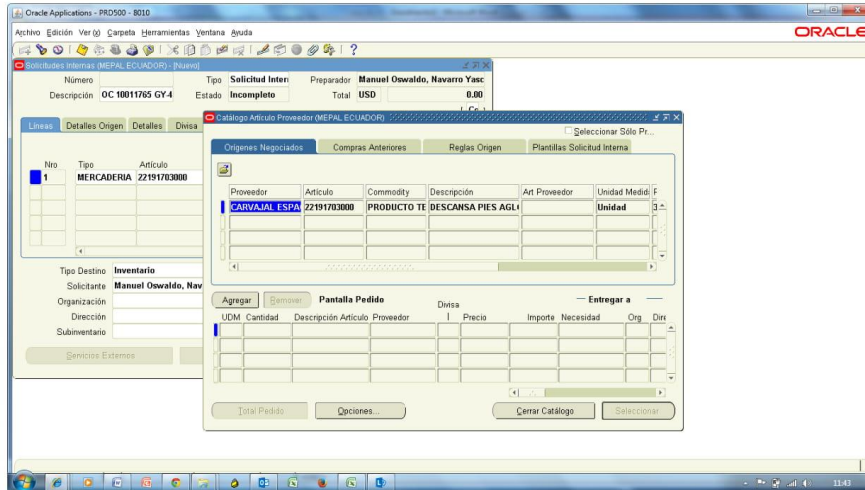 Oracle Applications - PRD500 - 8010
Archivo Edición Ver(x) Carpeta Herramientas Ventana Ayuda
ORACLE
Solicitudes Internas (MEPAL ECUADOR) - [Nuevo]
Número Tipo Solicitud Intern Preparador Manuel Oswaldo, Navarro Yasc
Descripción OC 10011765 GY-4 Estado Incompleto Total USD 0.00
Líneas Detalles Origen Detalles Divisa
Nro Tipo Artículo
1 MERCADERIA 22191703000
Tipo Destino Inventario
Solicitante Manuel Oswaldo, Nav
Organización
Dirección
Subinventario
Servicios Externos
Catálogo Artículo Proveedor (MEPAL ECUADOR)
Seleccionar Sólo Pr...
Orígenes Negociados Compras Anteriores Reglas Origen Plantillas Solicitud Interna
Proveedor Artículo Commodity Descripción Art Proveedor Unidad Medida
CARVAJAL ESPA 22191703000 PRODUCTO TE DESCANSA PIES AGL Unidad 3
Agregar Remover Pantalla Pedido Divisa Entregar a
UDM Cantidad Descripción Artículo Proveedor Precio Importe Necesidad Org Dire
Total Pedido Opciones... Cerrar Catálogo Seleccionar
11:43